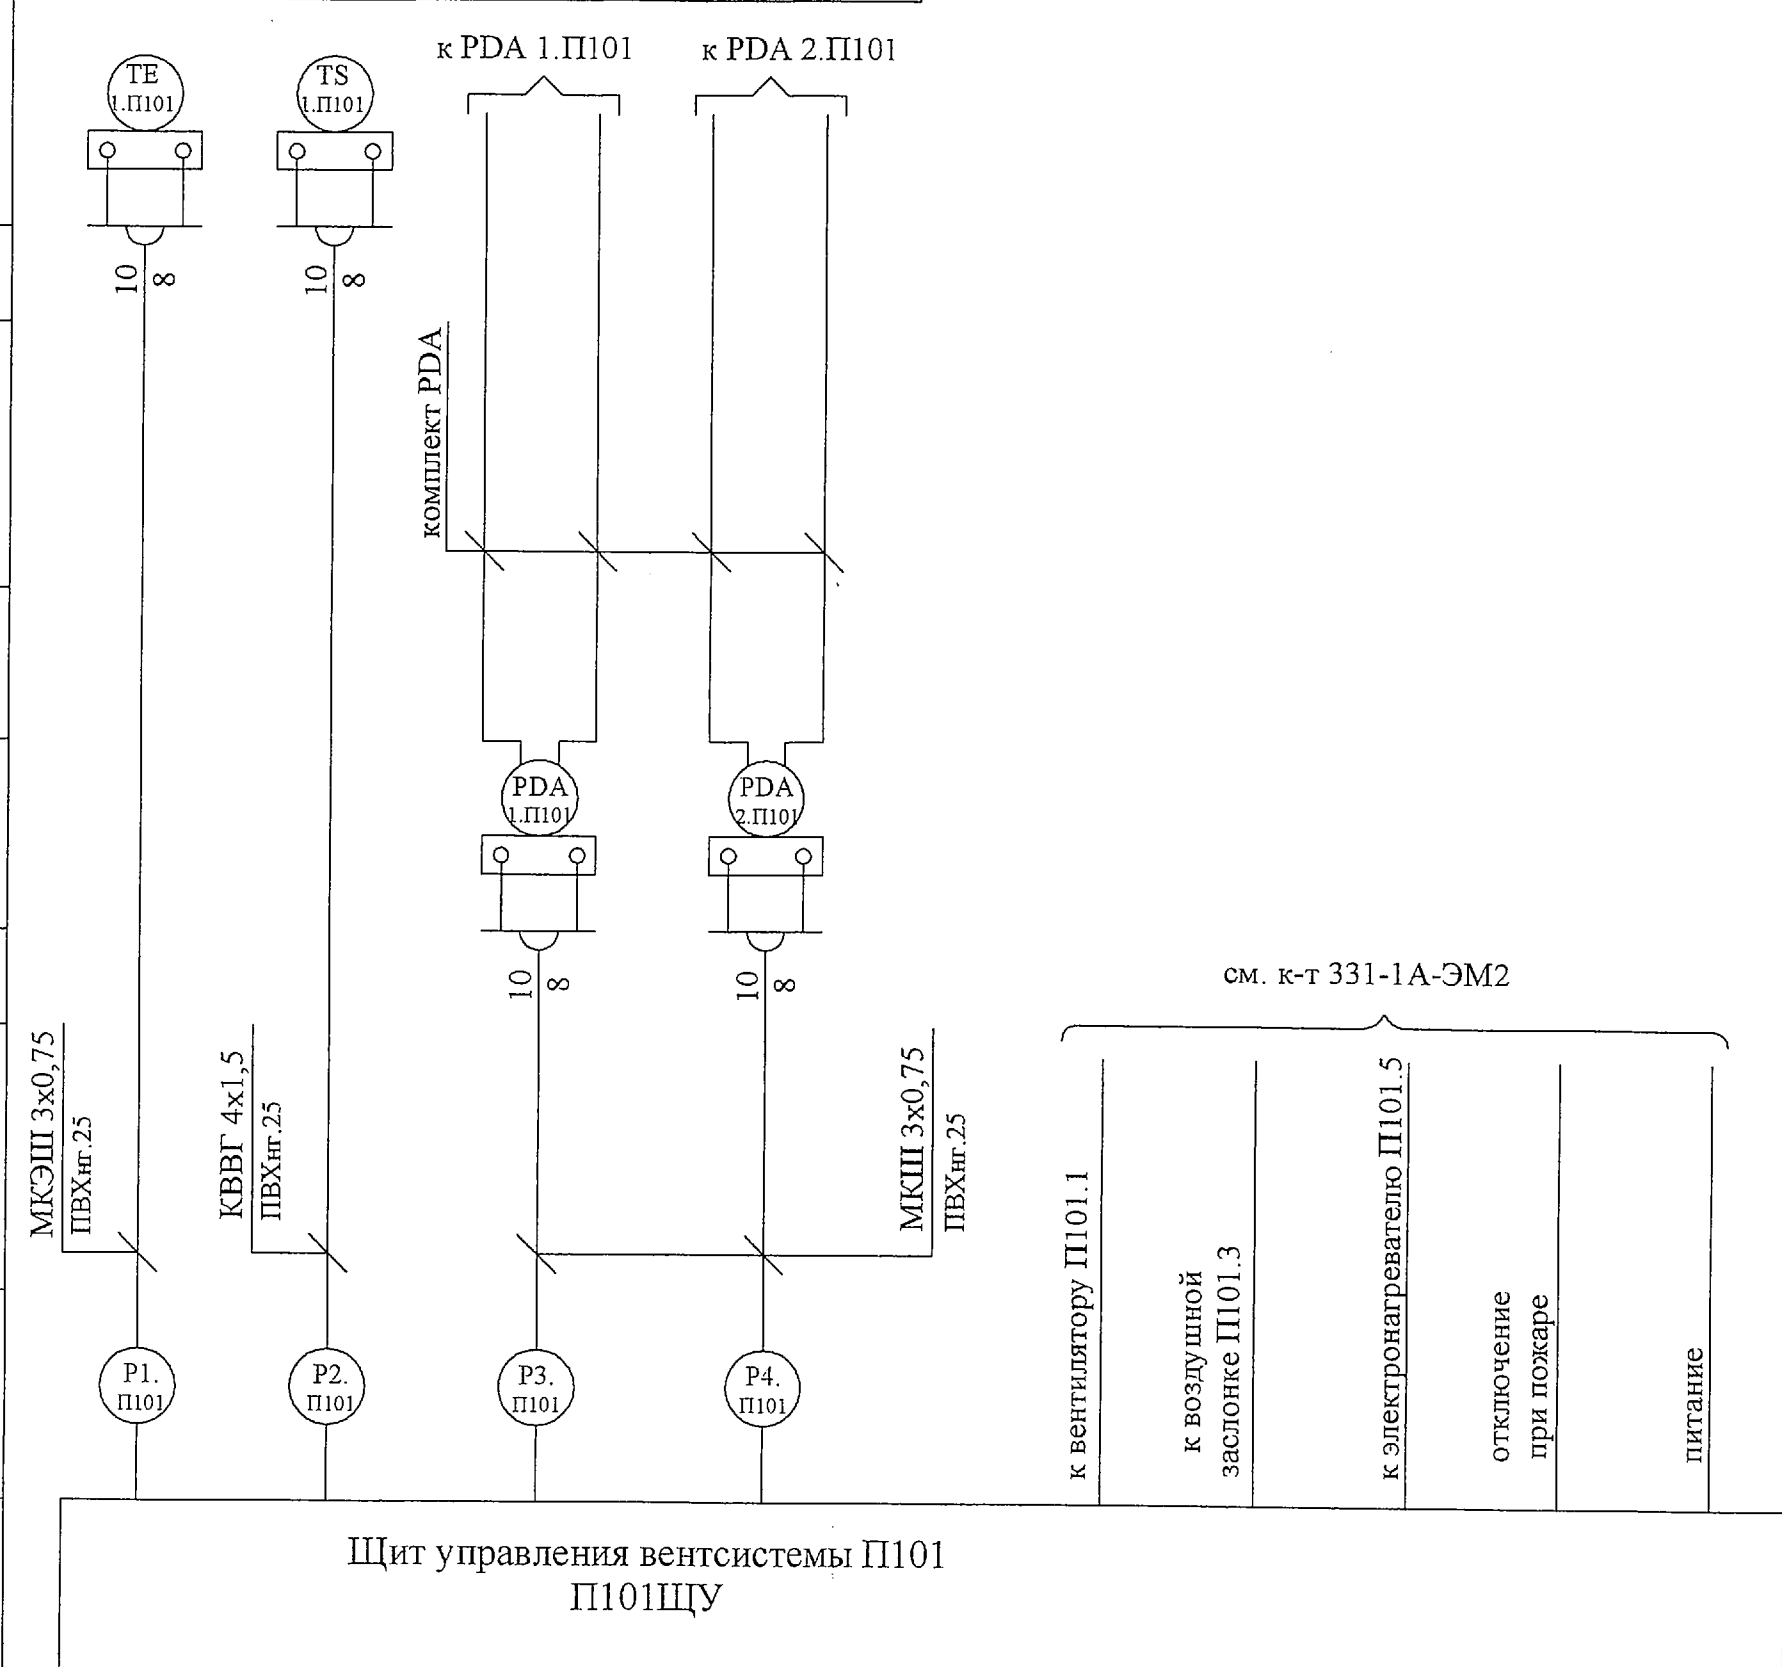 к PDA 1.П101
к PDA 2.П101
TE
1.П101
TS
1.П101
10
8
10
8
комплект PDA
PDA
1.П101
PDA
2.П101
10
8
10
8
см. к-т 331-1А-ЭМ2
МКЭШ 3х0,75
ПВХнг.25
КВВГ 4х1,5
ПВХнг.25
МКШ 3х0,75
ПВХнг.25
к вентилятору П101.1
к воздушной
заслонке П101.3
к электронагревателю П101.5
отключение
при пожаре
питание
P1.
П101
P2.
П101
P3.
П101
P4.
П101
Щит управления вентсистемы П101
П101ЩУ